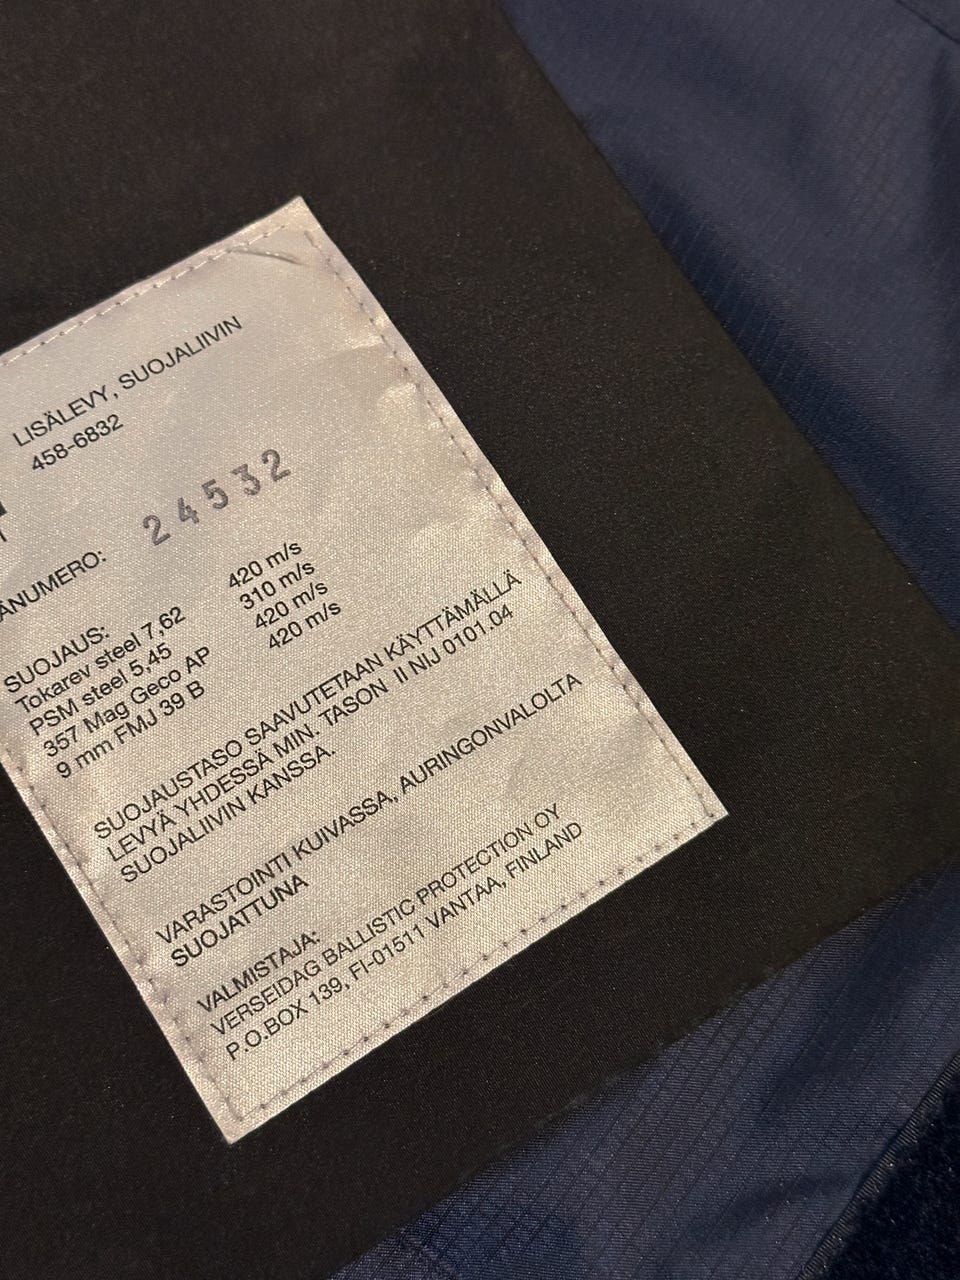 LISÄLEVY, SUOJALIIVIN
458-6832
ÄNUMERO: 24532
SUOJAUS:
Tokarev steel 7,62 420 m/s
PSM steel 5,45 310 m/s
357 Mag Geco AP 420 m/s
9 mm FMJ 39 B 420 m/s
SUOJAUSTASO SAAVUTETAAN KÄYTTÄMÄLLÄ
LEVYÄ YHDESSÄ MIN. TASON II NIJ 0101.04
SUOJALIIVIN KANSSA.
VARASTOINTI KUIVASSA, AURINGONVALOLTA
SUOJATTUNA
VALMISTAJA:
VERSEIDAG BALLISTIC PROTECTION OY
P.O.BOX 139, FI-01511 VANTAA, FINLAND